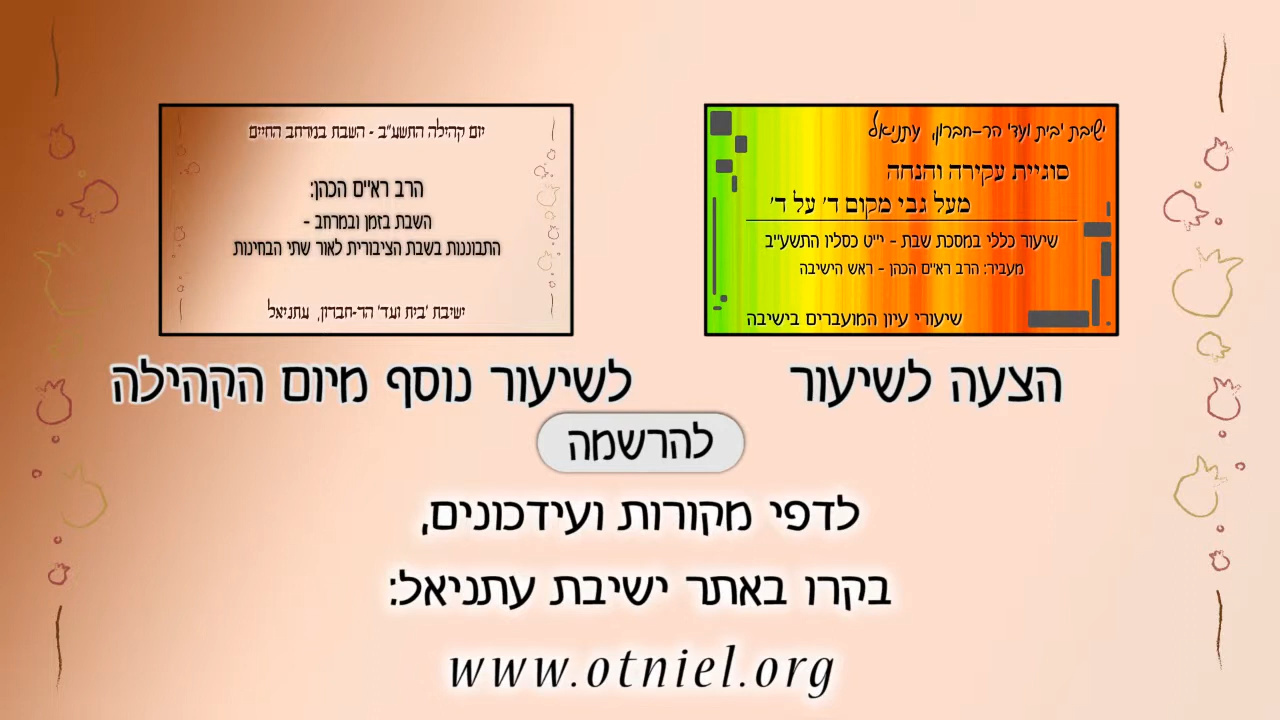 ישיבת 'בית ועד' הר-חברון, עתניאל
סוגיית עקירה והנחה
מעל גבי מקום ד' על ד'
שיעור כללי במסכת שבת - י"ט כסליו התשע"ב
מעביר: הרב רא"ם הכהן - ראש הישיבה
שיעורי עיון המועברים בישיבה
יום קהילה התשע"ב - השבת במרחב החיים
הרב רא"ם הכהן:
השבת בזמן ובמרחב -
התבוננות בשבת הציבורית לאור שתי הבחינות
ישיבת 'בית ועד' הר-חברון, עתניאל
הצעה לשיעור
לשיעור נוסף מיום הקהילה
להרשמה
לדפי מקורות ועידכונים,
בקרו באתר ישיבת עתניאל:
www.otniel.org